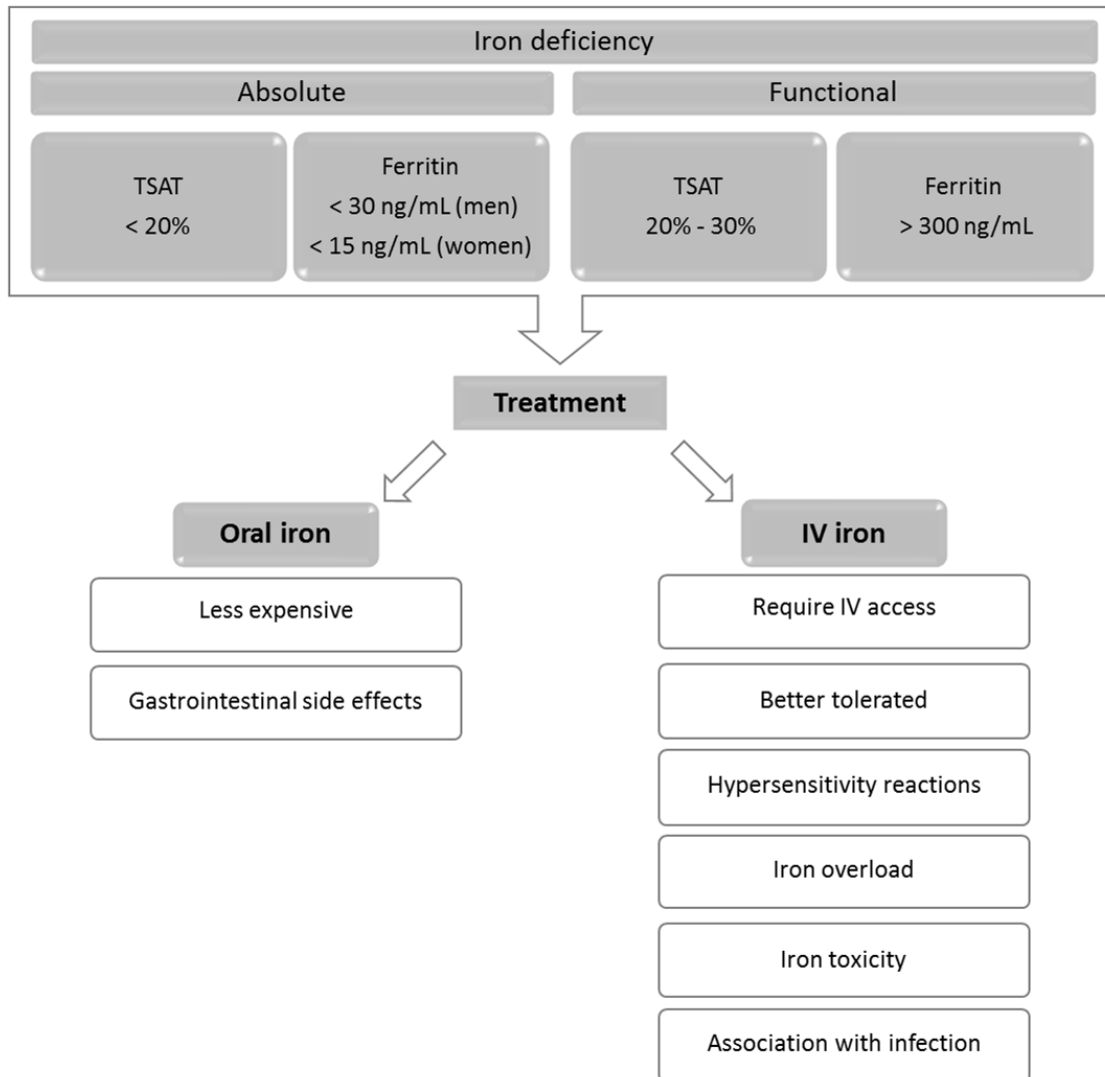 Iron deficiency
Absolute
Functional
TSAT
< 20%
Ferritin
< 30 ng/mL (men)
< 15 ng/mL (women)
TSAT
20% - 30%
Ferritin
> 300 ng/mL
Treatment
Oral iron
Less expensive
Gastrointestinal side effects
IV iron
Require IV access
Better tolerated
Hypersensitivity reactions
Iron overload
Iron toxicity
Association with infection